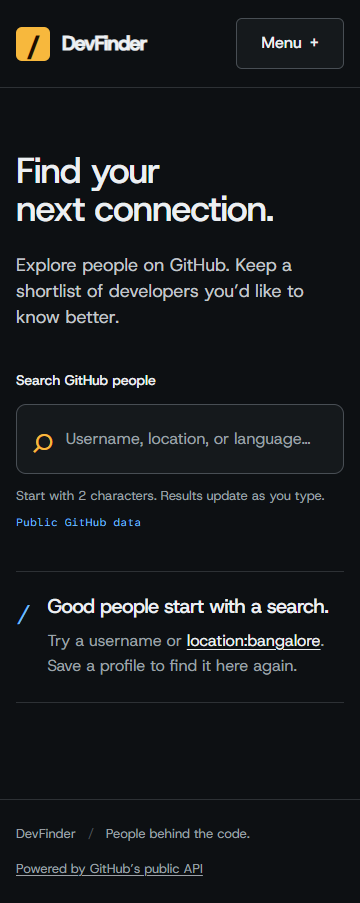 / DevFinder
Menu +
Find your
next connection.
Explore people on GitHub. Keep a
shortlist of developers you’d like to
know better.
Search GitHub people
Username, location, or language…
Start with 2 characters. Results update as you type.
Public GitHub data
/ Good people start with a search.
Try a username or location:bangalore.
Save a profile to find it here again.
DevFinder / People behind the code.
Powered by GitHub’s public API